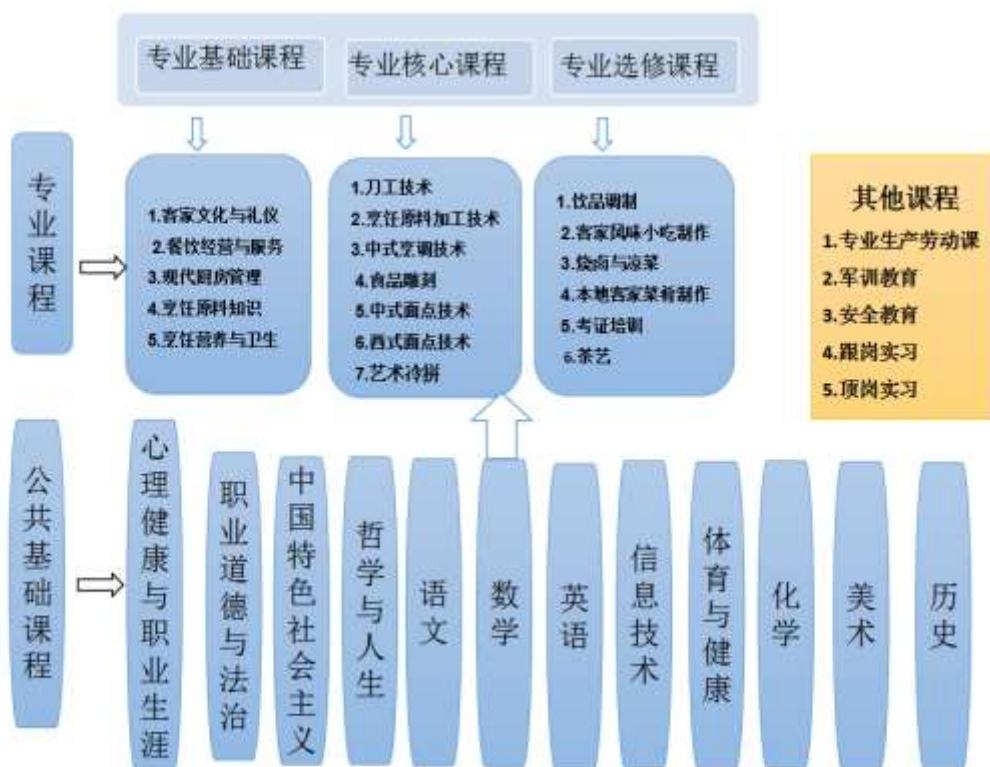 专业基础课程
专业核心课程
专业选修课程
专业课程
1.客家文化与礼仪
2.餐饮经营与服务
3.现代厨房管理
4.烹饪原料知识
5.烹饪营养与卫生
1.刀工技术
2.烹饪原料加工技术
3.中式烹调技术
4.食品雕刻
5.中式面点技术
6.西式面点技术
7.艺术冷拼
1.饮品调制
2.客家风味小吃制作
3.烧卤与凉菜
4.本地客家菜肴制作
5.考证培训
6.茶艺
其他课程
1.专业生产劳动课
2.军训教育
3.安全教育
4.跟岗实习
5.顶岗实习
公共基础课程
心理健康与职业生涯
职业道德与法治
中国特色社会主义
哲学与人生
语文
数学
英语
信息技术
体育与健康
化学
美术
历史